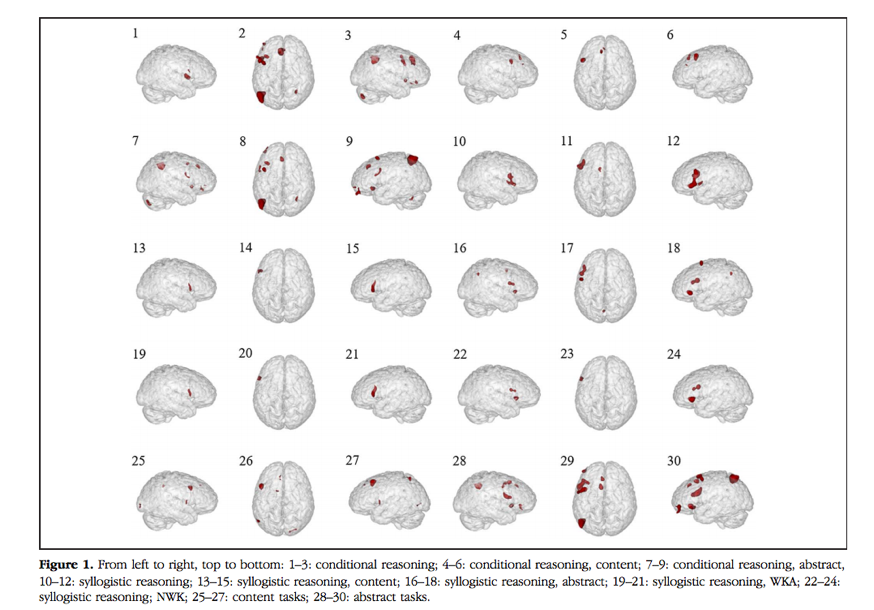 1 2 3 4 5 6
7 8 9 10 11 12
13 14 15 16 17 18
19 20 21 22 23 24
25 26 27 28 29 30
Figure 1. From left to right, top to bottom: 1–3: conditional reasoning; 4–6: conditional reasoning, content; 7–9: conditional reasoning, abstract,
10–12: syllogistic reasoning; 13–15: syllogistic reasoning, content; 16–18: syllogistic reasoning, abstract; 19–21: syllogistic reasoning, WKA; 22–24:
syllogistic reasoning; NWK; 25–27: content tasks; 28–30: abstract tasks.